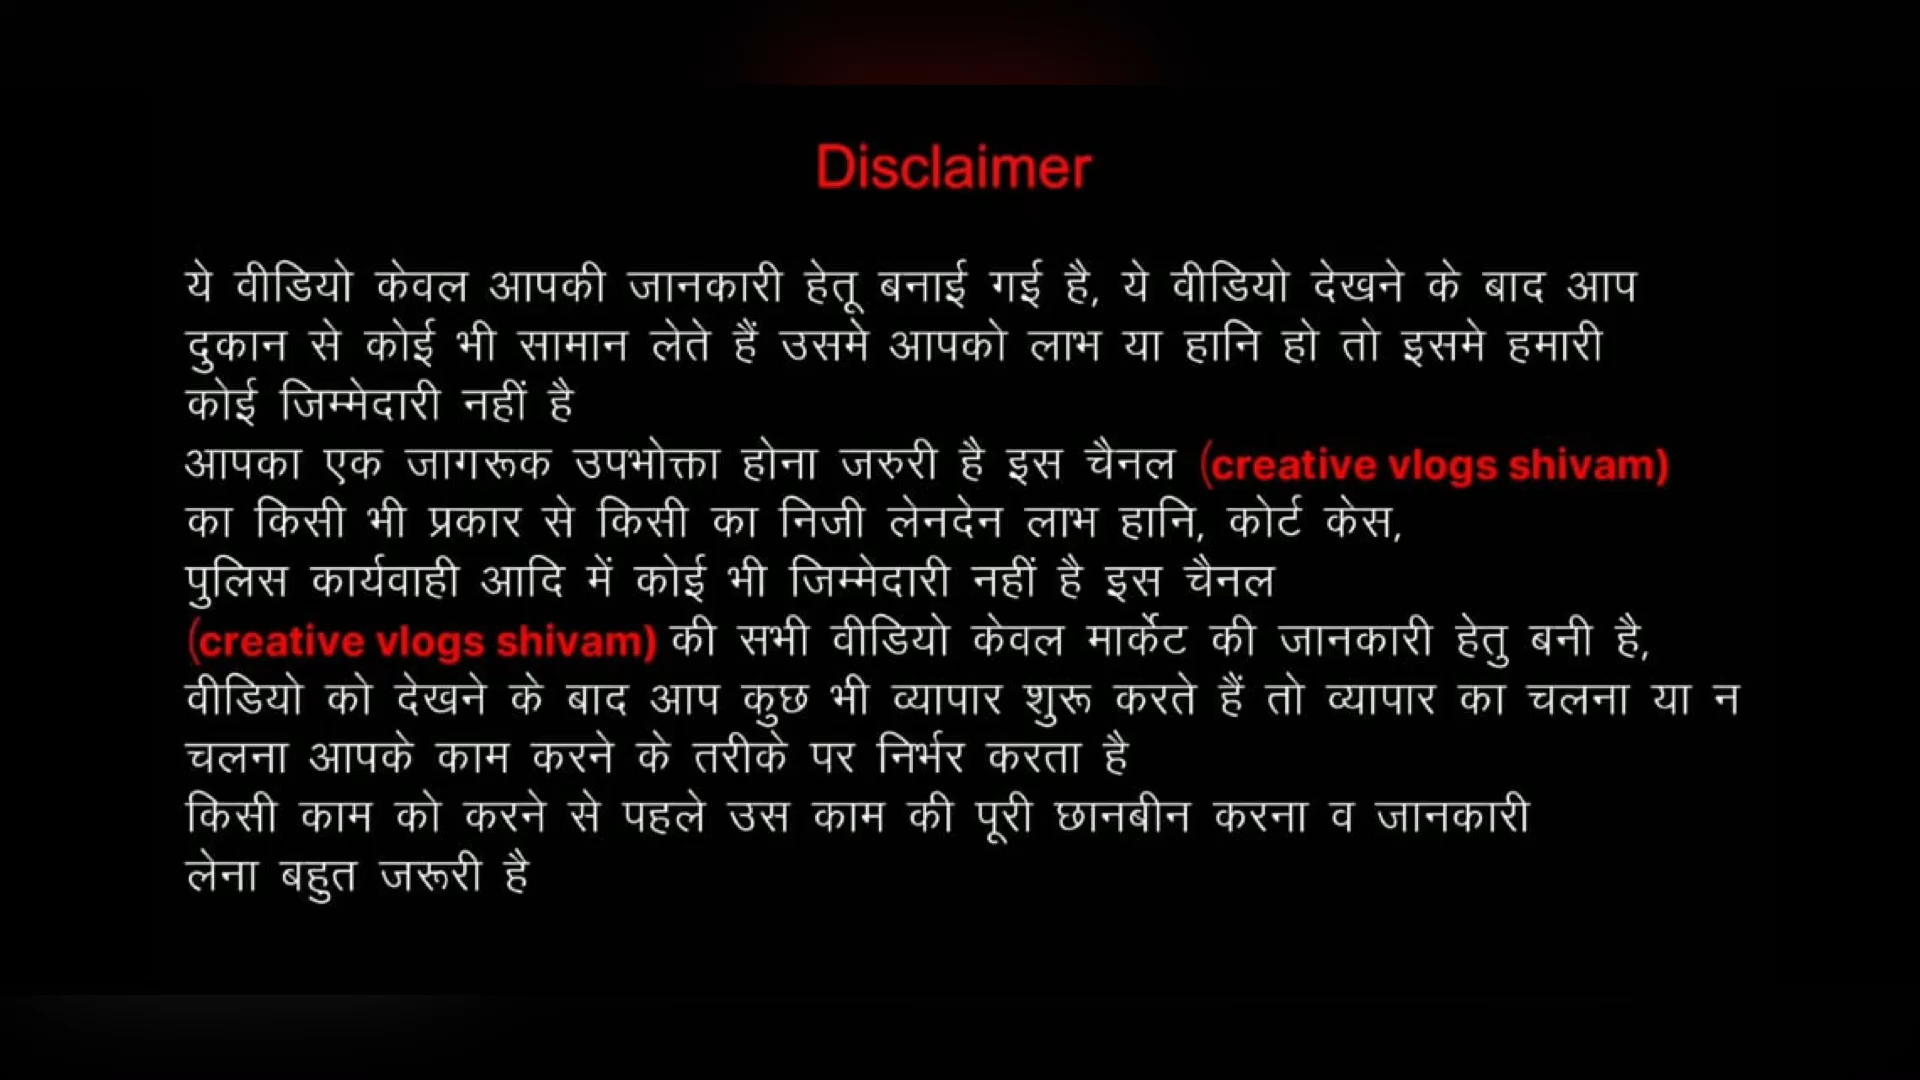 Disclaimer
ये वीडियो केवल आपकी जानकारी हेतू बनाई गई है, ये वीडियो देखने के बाद आप
दुकान से कोई भी सामान लेते हैं उसमे आपको लाभ या हानि हो तो इसमे हमारी
कोई जिम्मेदारी नहीं है
आपका एक जागरूक उपभोक्ता होना जरुरी है इस चैनल (creative vlogs shivam)
का किसी भी प्रकार से किसी का निजी लेनदेन लाभ हानि, कोर्ट केस,
पुलिस कार्यवाही आदि में कोई भी जिम्मेदारी नहीं है इस चैनल
(creative vlogs shivam) की सभी वीडियो केवल मार्केट की जानकारी हेतु बनी है,
वीडियो को देखने के बाद आप कुछ भी व्यापार शुरू करते हैं तो व्यापार का चलना या न
चलना आपके काम करने के तरीके पर निर्भर करता है
किसी काम को करने से पहले उस काम की पूरी छानबीन करना व जानकारी
लेना बहुत जरूरी है